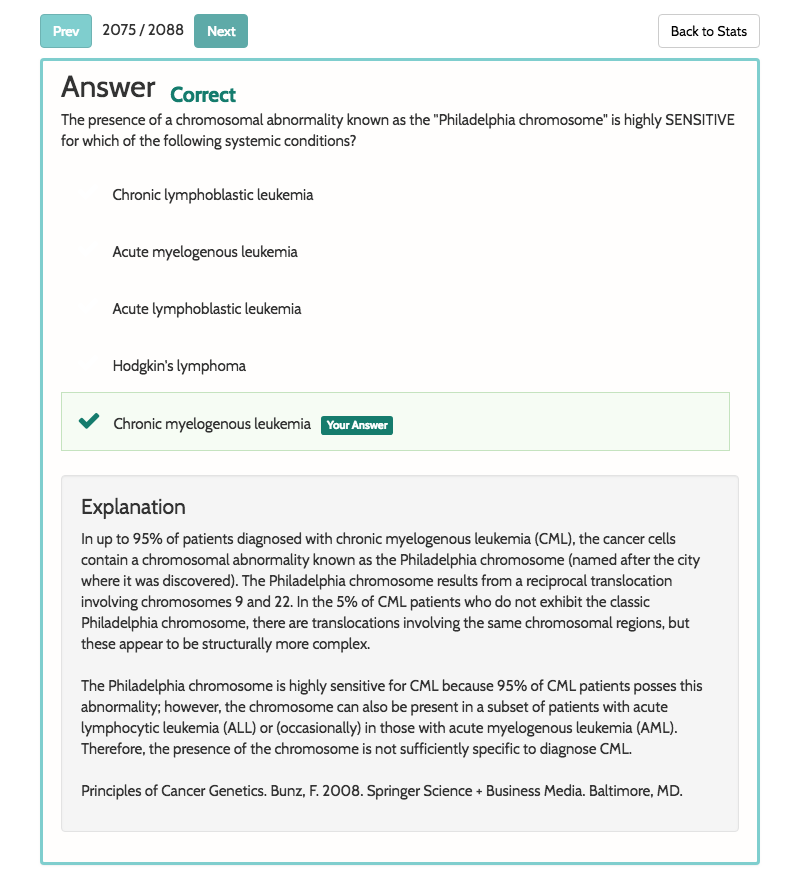 Prev 2075 / 2088 Next Back to Stats
Answer Correct
The presence of a chromosomal abnormality known as the "Philadelphia chromosome" is highly SENSITIVE
for which of the following systemic conditions?
Chronic lymphoblastic leukemia
Acute myelogenous leukemia
Acute lymphoblastic leukemia
Hodgkin's lymphoma
Chronic myelogenous leukemia Your Answer
Explanation
In up to 95% of patients diagnosed with chronic myelogenous leukemia (CML), the cancer cells
contain a chromosomal abnormality known as the Philadelphia chromosome (named after the city
where it was discovered). The Philadelphia chromosome results from a reciprocal translocation
involving chromosomes 9 and 22. In the 5% of CML patients who do not exhibit the classic
Philadelphia chromosome, there are translocations involving the same chromosomal regions, but
these appear to be structurally more complex.
The Philadelphia chromosome is highly sensitive for CML because 95% of CML patients posses this
abnormality; however, the chromosome can also be present in a subset of patients with acute
lymphocytic leukemia (ALL) or (occasionally) in those with acute myelogenous leukemia (AML).
Therefore, the presence of the chromosome is not sufficiently specific to diagnose CML.
Principles of Cancer Genetics. Bunz, F. 2008. Springer Science + Business Media. Baltimore, MD.